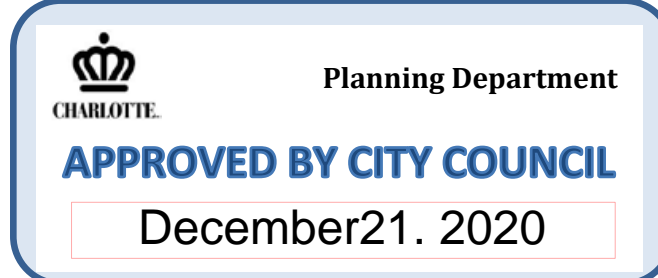 Planning Department
CHARLOTTE.
APPROVED BY CITY COUNCIL
December21. 2020